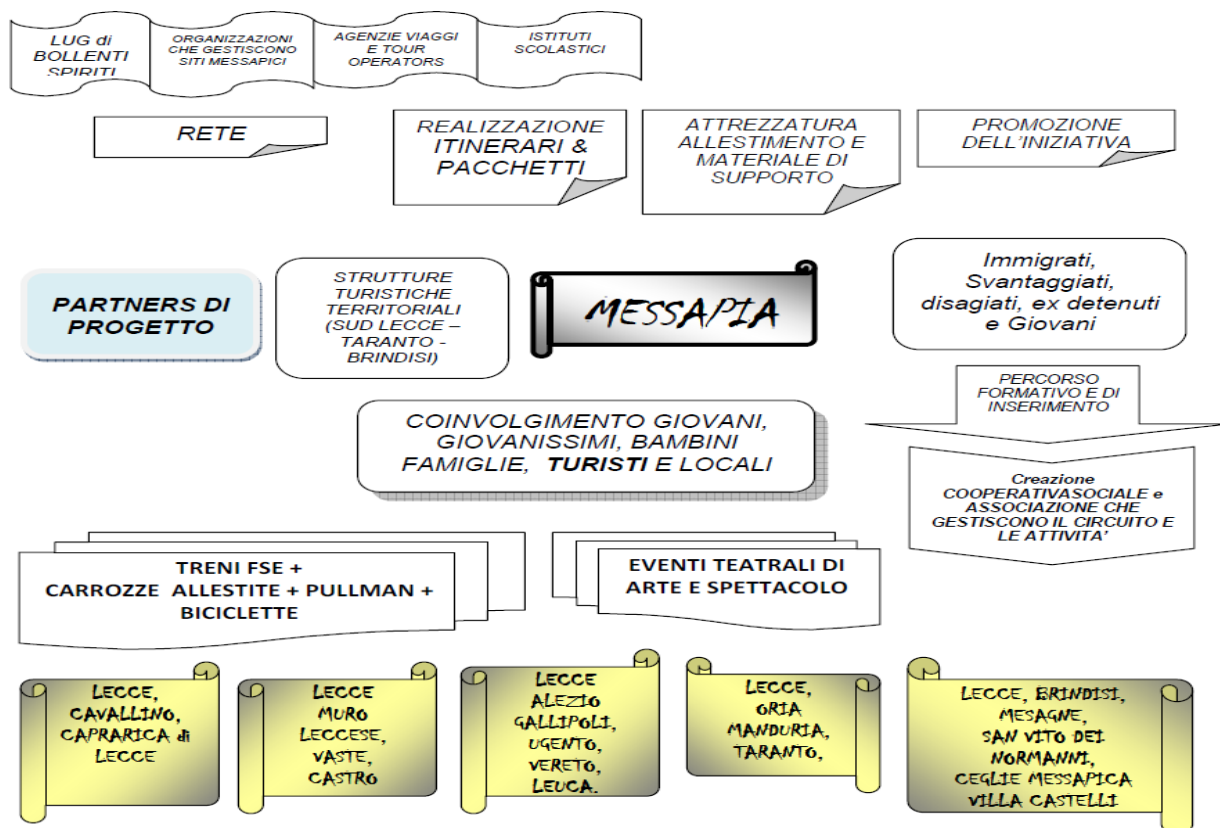 LUG di
BOLLENTI
SPIRITI
ORGANIZZAZIONI
CHE GESTISCONO
SITI MESSAPICI
AGENZIE VIAGGI
E TOUR
OPERATORS
ISTITUTI
SCOLASTICI
RETE
REALIZZAZIONE
ITINERARI &
PACCHETTI
ATTREZZATURA
ALLESTIMENTO E
MATERIALE DI
SUPPORTO
PROMOZIONE
DELL'INIZIATIVA
PARTNERS DI
PROGETTO
STRUTTURE
TURISTICHE
TERRITORIALI
(SUD LECCE –
TARANTO -
BRINDISI)
MESSAPIA
Immigrati,
Svantaggiati,
disagiati, ex detenuti
e Giovani
PERCORSO
FORMATIVO E DI
INSERIMENTO
COINVOLGIMENTO GIOVANI,
GIOVANISSIMI, BAMBINI
FAMIGLIE, TURISTI E LOCALI
Creazione
COOPERATIVASOCIALE e
ASSOCIAZIONE CHE
GESTISCONO IL CIRCUITO E
LE ATTIVITA'
TRENI FSE +
CARROZZE ALLESTITE + PULLMAN +
BICICLETTE
EVENTI TEATRALI DI
ARTE E SPETTACOLO
LECCE,
CAVALLINO,
CAPRARICA di
LECCE
LECCE
MURO
LECCESE,
VASTE,
CASTRO
LECCE
ALEZIO
GALLIPOLI,
UGENTO,
VERETO,
LEUCA.
LECCE,
ORIA
MANDURIA,
TARANTO,
LECCE, BRINDISI,
MESAGNE,
SAN VITO DEI
NORMANNI,
CEGLIE MESSAPICA
VILLA CASTELLI